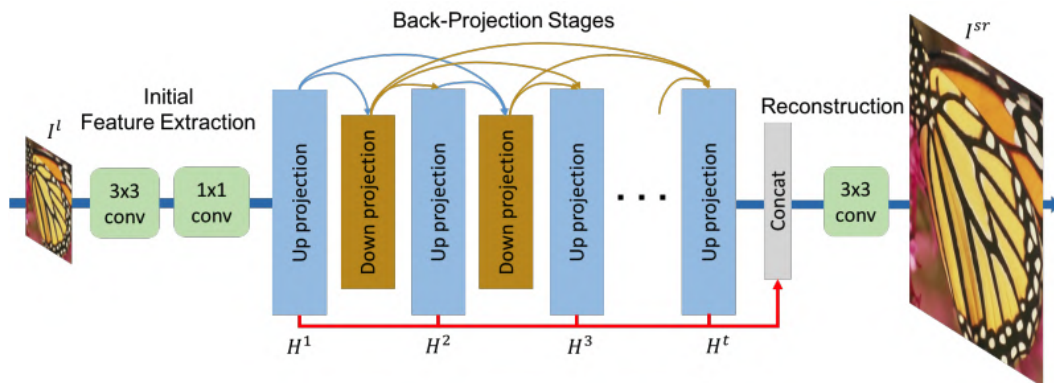 Back-Projection Stages
Initial
Feature Extraction
Reconstruction
I^l
I^{sr}
3x3
conv
1x1
conv
Up projection
Down projection
Up projection
Down projection
Up projection
. . .
Up projection
Concat
3x3
conv
H^1
H^2
H^3
H^t